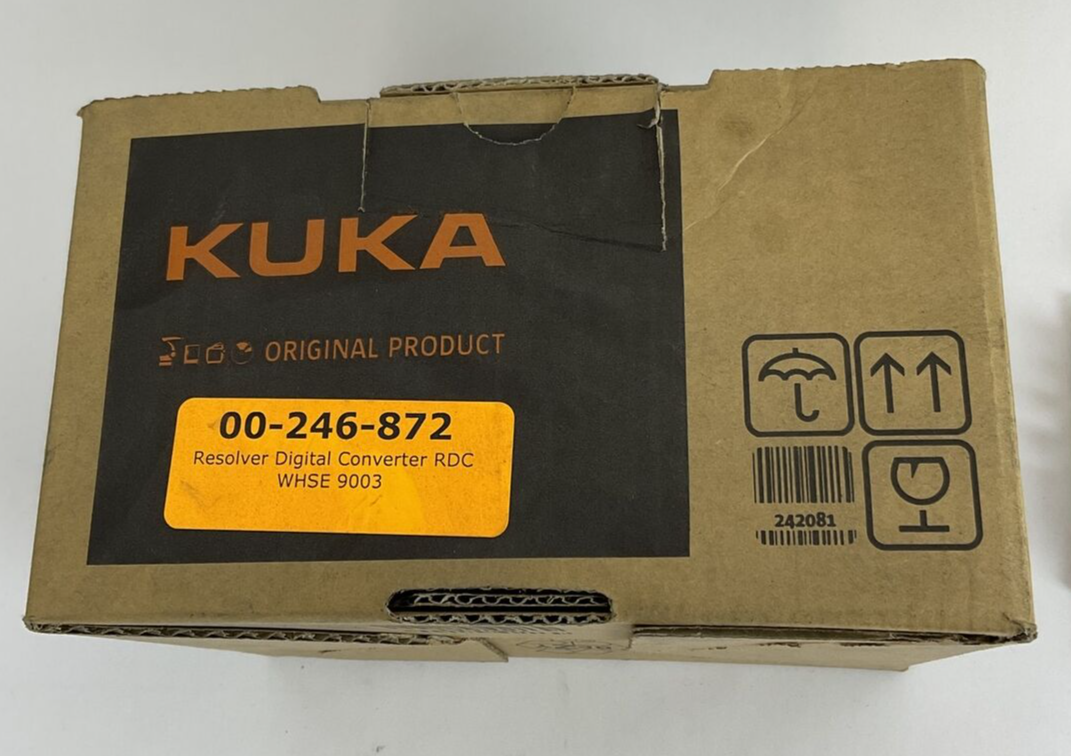 KUKA
ORIGINAL PRODUCT
00-246-872
Resolver Digital Converter RDC
WHSE 9003
242081